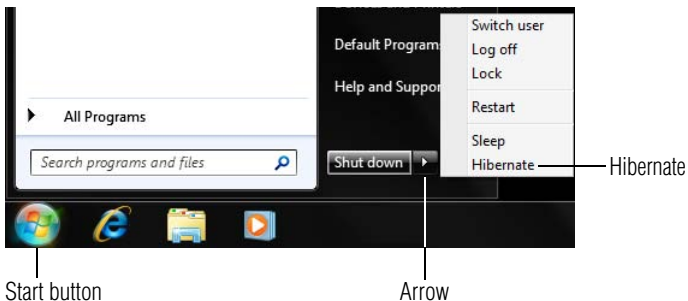 Switch user
Default Program
Log off
Lock
Help and Suppor
Restart
All Programs
Sleep
Search programs and files
Shut down
Hibernate
Hibernate
Start button
Arrow